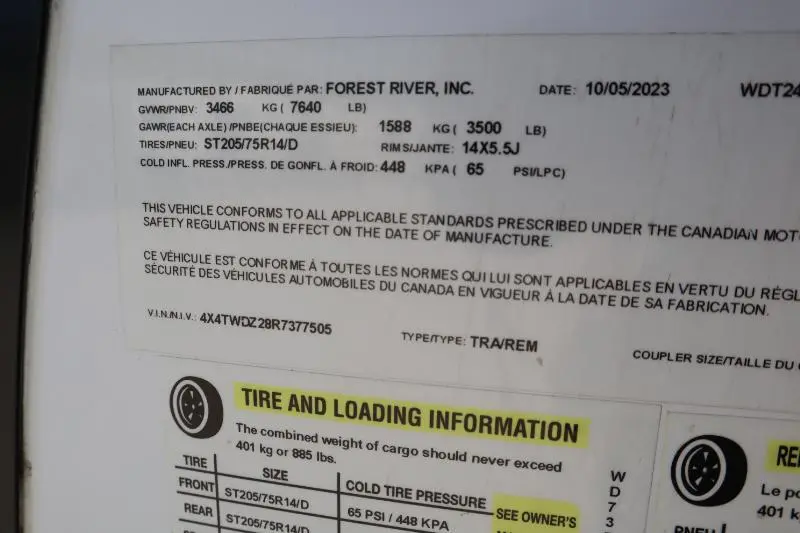 MANUFACTURED BY / FABRIQUÉ PAR: FOREST RIVER, INC. DATE: 10/05/2023 WDT24
GVWR/PNBV: 3466 KG ( 7640 LB)
GAWR(EACH AXLE) /PNBE(CHAQUE ESSIEU): 1588 KG ( 3500 LB)
TIRES/PNEU: ST205/75R14/D RIMS/JANTE: 14X5.5J
COLD INFL. PRESS./PRESS. DE GONFL. À FROID: 448 KPA ( 65 PSI/LPC)
THIS VEHICLE CONFORMS TO ALL APPLICABLE STANDARDS PRESCRIBED UNDER THE CANADIAN MOT
SAFETY REGULATIONS IN EFFECT ON THE DATE OF MANUFACTURE.
CE VÉHICULE EST CONFORME À TOUTES LES NORMES QUI LUI SONT APPLICABLES EN VERTU DU RÉGL
SÉCURITÉ DES VÉHICULES AUTOMOBILES DU CANADA EN VIGUEUR À LA DATE DE SA FABRICATION.
V.I.N./N.I.V.: 4X4TWDZ28R7377505 TYPE/TYPE: TRA/REM COUPLER SIZE/TAILLE DU
TIRE AND LOADING INFORMATION
The combined weight of cargo should never exceed
401 kg or 885 lbs.
TIRE SIZE COLD TIRE PRESSURE
FRONT ST205/75R14/D 65 PSI / 448 KPA
REAR ST205/75R14/D
SEE OWNER'S
W
D
7
3
RE
Le po
401 k
PNEU